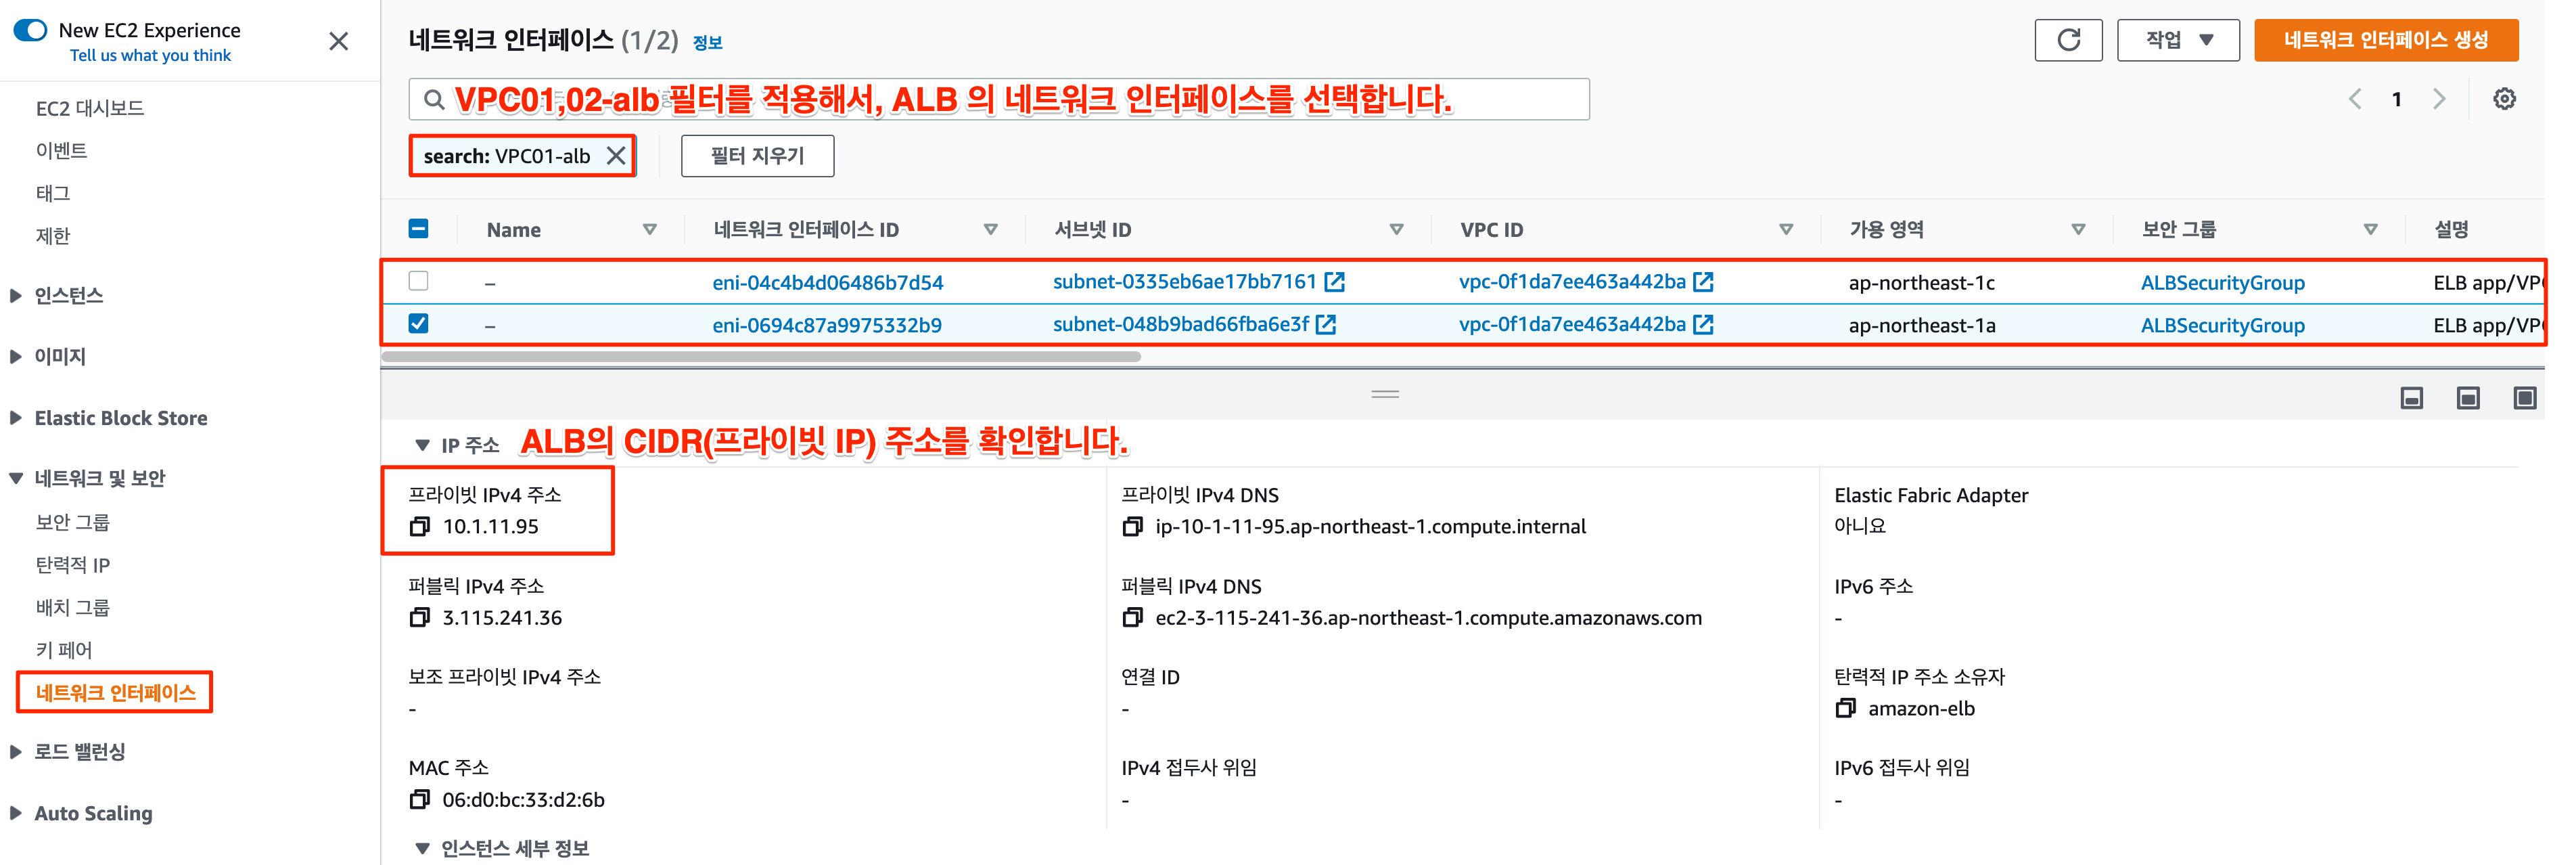 New EC2 Experience
Tell us what you think
EC2 대시보드
이벤트
태그
제한
인스턴스
이미지
Elastic Block Store
네트워크 및 보안
보안 그룹
탄력적 IP
배치 그룹
키 페어
네트워크 인터페이스
로드 밸런싱
Auto Scaling
네트워크 인터페이스 (1/2) 정보
작업
네트워크 인터페이스 생성
VPC01,02-alb 필터를 적용해서, ALB 의 네트워크 인터페이스를 선택합니다.
1
search: VPC01-alb
필터 지우기
Name 네트워크 인터페이스 ID 서브넷 ID VPC ID 가용 영역 보안 그룹 설명
– eni-04c4b4d06486b7d54 subnet-0335eb6ae17bb7161 vpc-0f1da7ee463a442ba ap-northeast-1c ALBSecurityGroup ELB app/VP
– eni-0694c87a9975332b9 subnet-048b9bad66fba6e3f vpc-0f1da7ee463a442ba ap-northeast-1a ALBSecurityGroup ELB app/VP
IP 주소 ALB의 CIDR(프라이빗 IP) 주소를 확인합니다.
프라이빗 IPv4 주소
10.1.11.95
프라이빗 IPv4 DNS
ip-10-1-11-95.ap-northeast-1.compute.internal
Elastic Fabric Adapter
아니요
퍼블릭 IPv4 주소
3.115.241.36
퍼블릭 IPv4 DNS
ec2-3-115-241-36.ap-northeast-1.compute.amazonaws.com
IPv6 주소
-
보조 프라이빗 IPv4 주소
-
연결 ID
-
탄력적 IP 주소 소유자
amazon-elb
MAC 주소
06:d0:bc:33:d2:6b
IPv4 접두사 위임
-
IPv6 접두사 위임
-
인스턴스 세부 정보